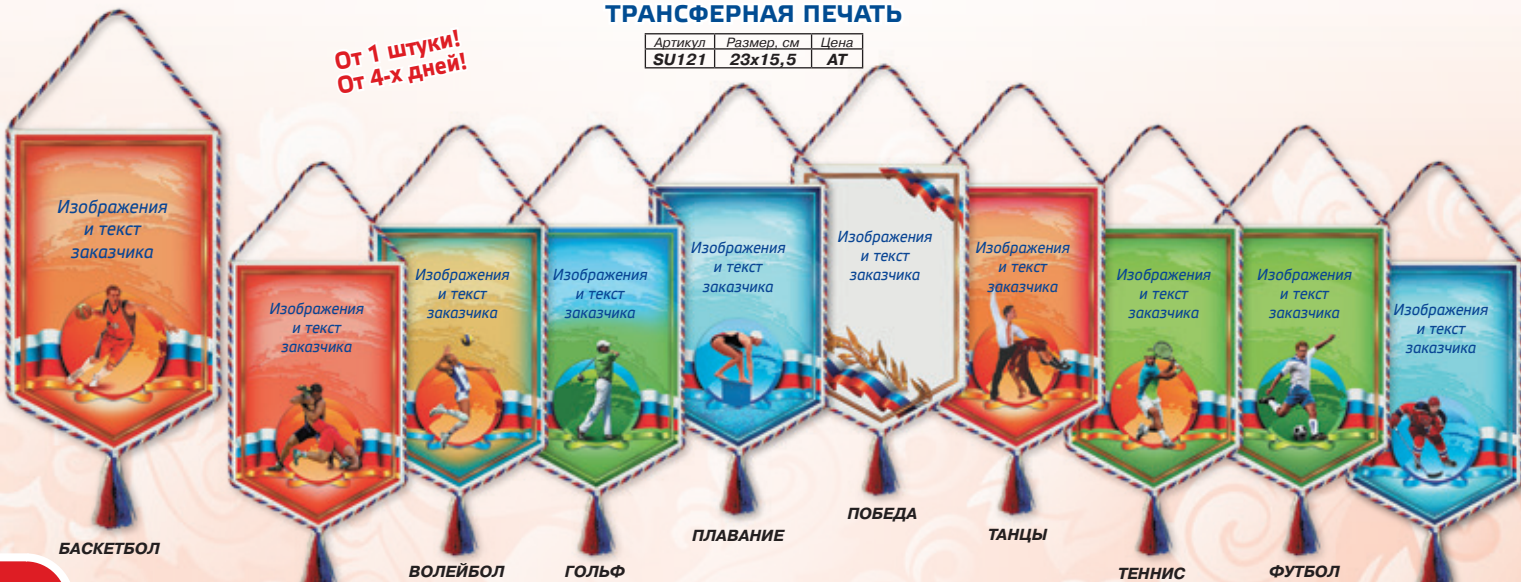 ТРАНСФЕРНАЯ ПЕЧАТЬ
От 1 штуки!
От 4-х дней!
Артикул Размер, см Цена
SU121 23x15,5 АТ
Изображения
и текст
заказчика
Изображения
и текст
заказчика
Изображения
и текст
заказчика
Изображения
и текст
заказчика
Изображения
и текст
заказчика
Изображения
и текст
заказчика
Изображения
и текст
заказчика
Изображения
и текст
заказчика
Изображения
и текст
заказчика
Изображения
и текст
заказчика
БАСКЕТБОЛ
ВОЛЕЙБОЛ
ГОЛЬФ
ПЛАВАНИЕ
ПОБЕДА
ТАНЦЫ
ТЕННИС
ФУТБОЛ